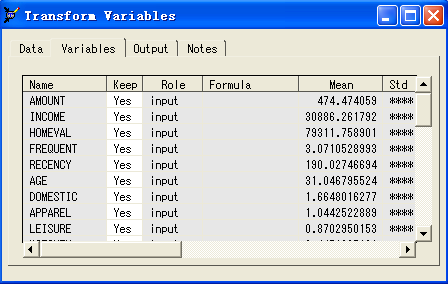 Transform Variables
Data Variables Output Notes
Name Keep Role Formula Mean Std
AMOUNT Yes input 474.474059 ****
INCOME Yes input 30886.261792 ****
HOMEVAL Yes input 79311.758901 ****
FREQUENT Yes input 3.0710528993 ****
RECENCY Yes input 190.02746694 ****
AGE Yes input 31.046795524 ****
DOMESTIC Yes input 1.6648016277 ****
APPAREL Yes input 1.0442522889 ****
LEISURE Yes input 0.8702950153 ****